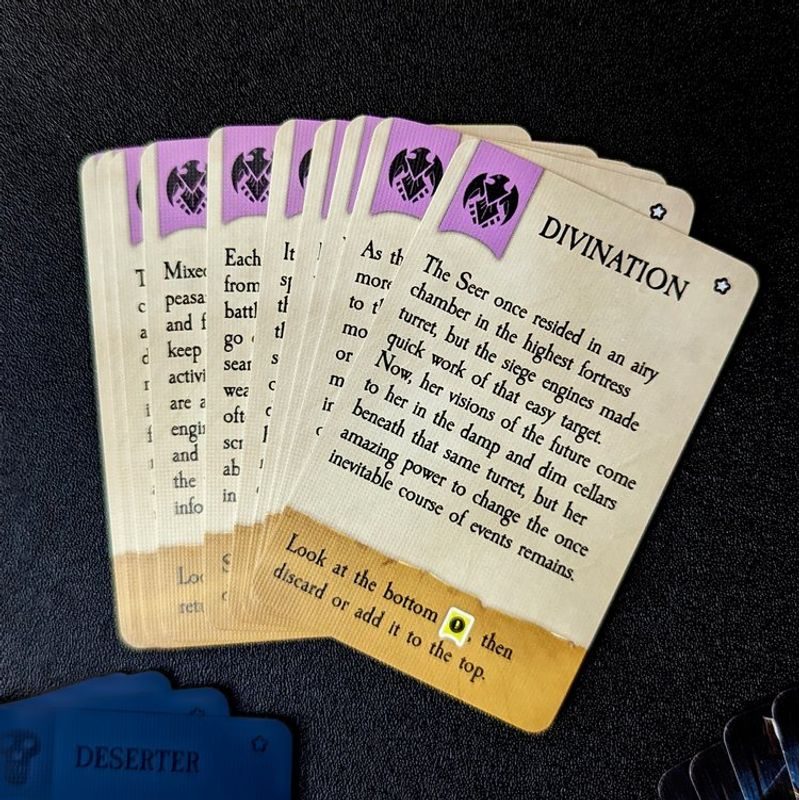 DIVINATION
The Seer once resided in an airy
chamber in the highest fortress
turret, but the siege engines made
quick work of that easy target.
Now, her visions of the future come
to her in the damp and dim cellars
beneath that same turret, but her
amazing power to change the once
inevitable course of events remains.
Look at the bottom , then
discard or add it to the top.
As th
more
to th
mo
or
m
in
Each
from
battl
go
sear
wea
oft
scr
ab
in
Mixed
peasa
and f
keep
activi
are a
engin
and
the
info
Loo
retu
DESERTER